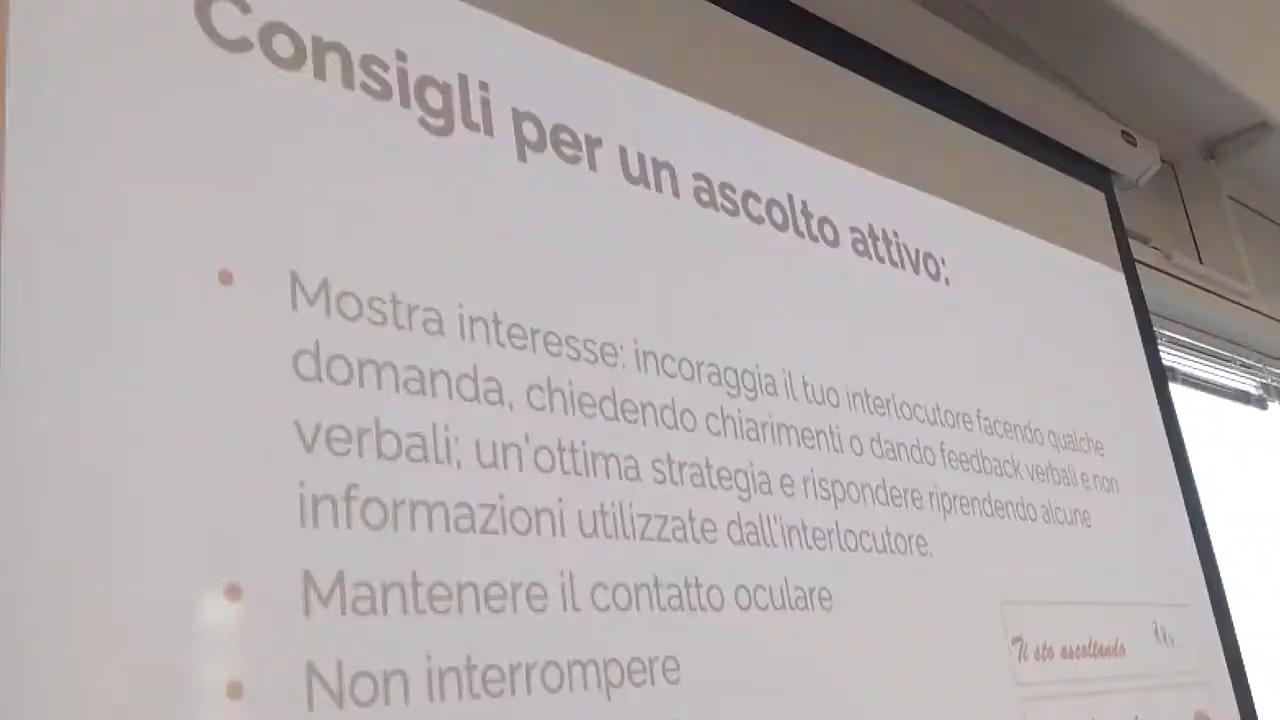 Consigli per un ascolto attivo:
• Mostra interesse: incoraggia il tuo interlocutore facendo qualche
domanda, chiedendo chiarimenti o dando feedback verbali e non
verbali; un'ottima strategia e rispondere riprendendo alcune
informazioni utilizzate dall'interlocutore.
• Mantenere il contatto oculare
• Non interrompere
Ti sto ascoltando